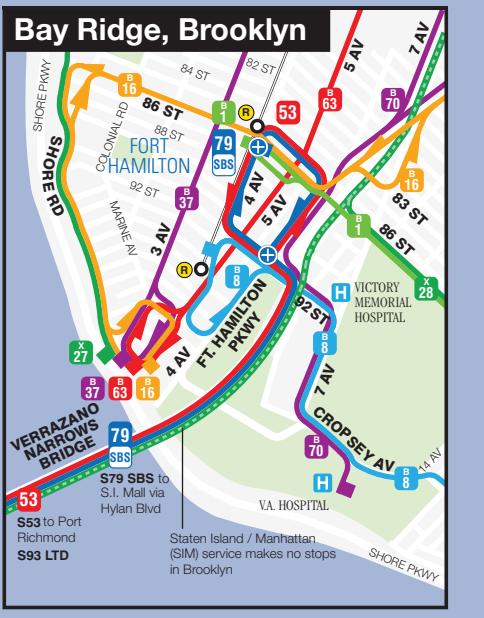 Bay Ridge, Brooklyn
SHORE PKWY
84 ST
82 ST
5 AV
7 AV
B
16
86 ST
B
1
R
53
B
63
B
70
COLONIAL RD
88 ST
FORT
HAMILTON
79
SBS
SHORE RD
92 ST
B
37
4 AV
5 AV
B
16
83 ST
MARINE AV
3 AV
B
1
86 ST
R
B
8
X
28
H
VICTORY
MEMORIAL
HOSPITAL
92 ST
FT. HAMILTON
PKWY
B
8
X
27
4 AV
7 AV
B
37
B
63
B
16
CROPSEY AV
VERRAZANO
NARROWS
BRIDGE
79
SBS
B
70
14 AV
B
8
S79 SBS to
S.I. Mall via
Hylan Blvd
H
V.A. HOSPITAL
53
S53 to Port
Richmond
S93 LTD
Staten Island / Manhattan
(SIM) service makes no stops
in Brooklyn
SHORE PKWY